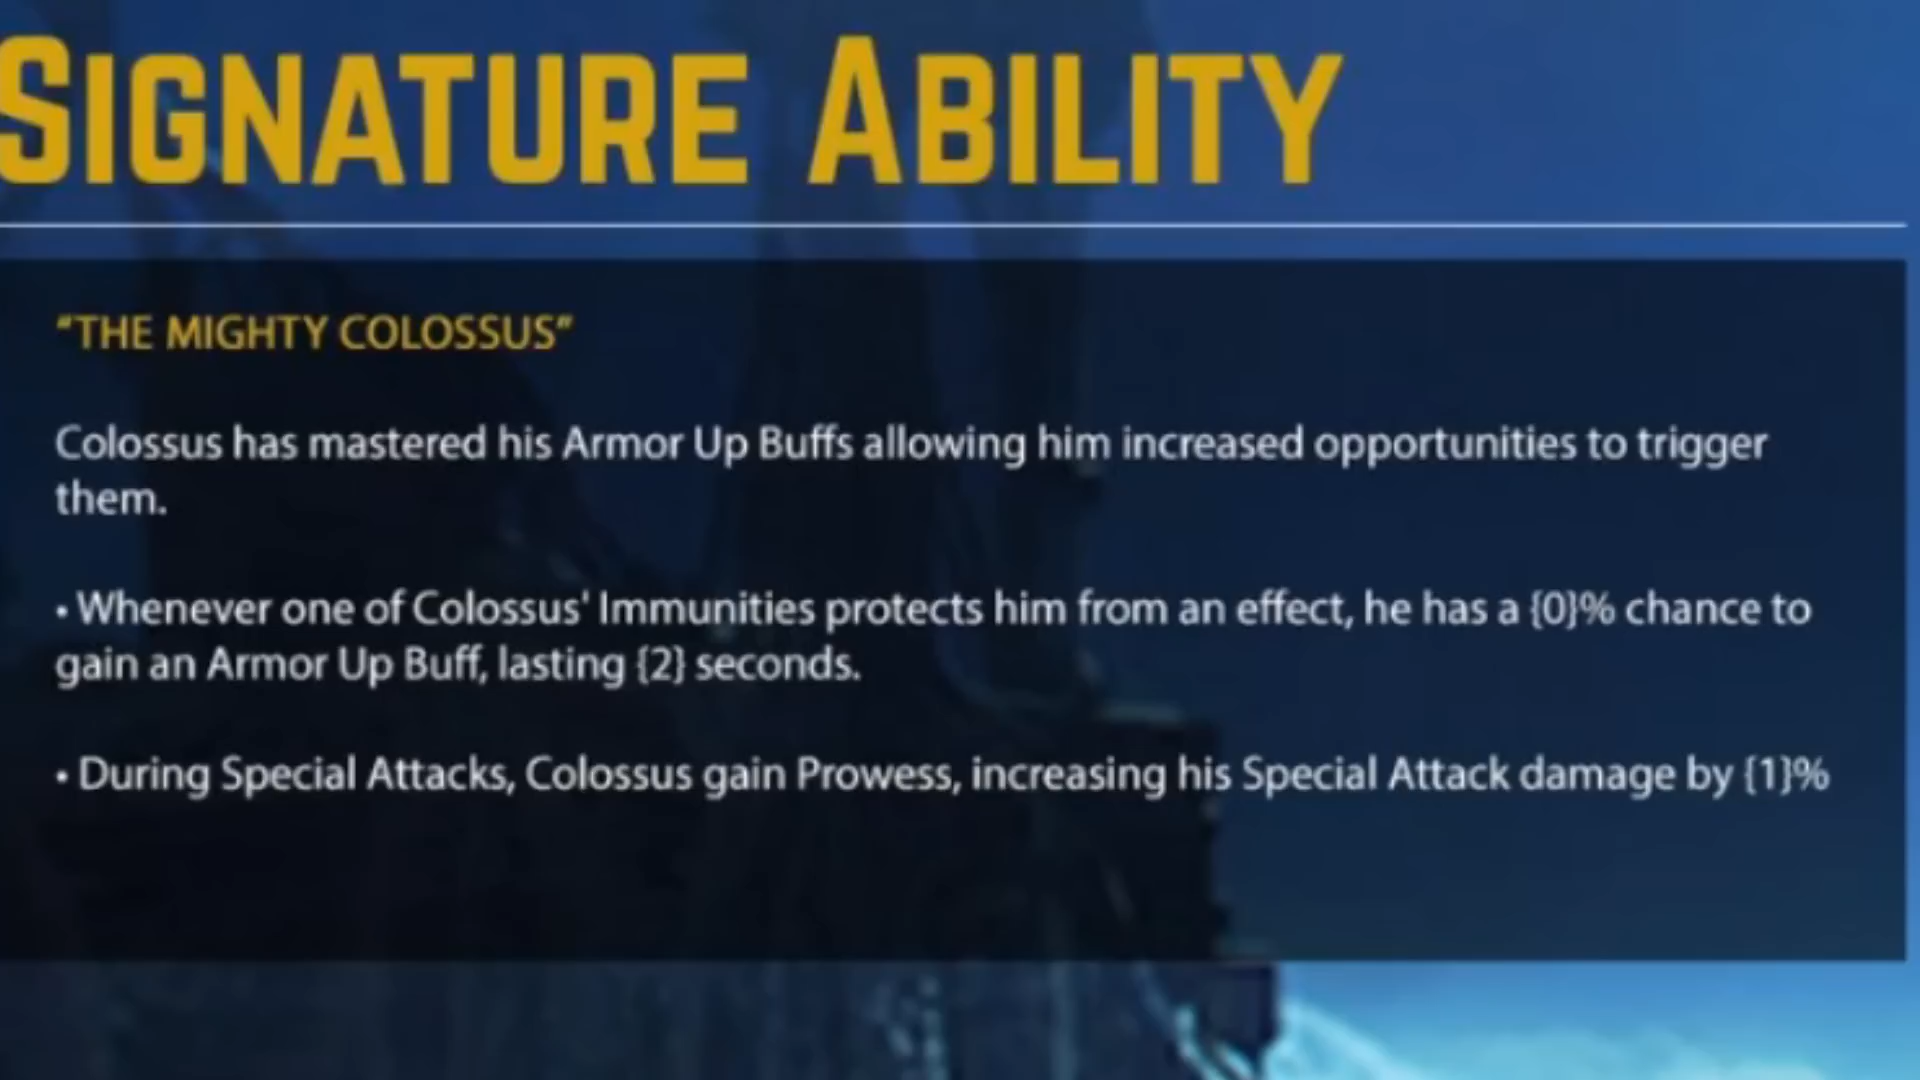 SIGNATURE ABILITY
“THE MIGHTY COLOSSUS”
Colossus has mastered his Armor Up Buffs allowing him increased opportunities to trigger
them.
• Whenever one of Colossus' Immunities protects him from an effect, he has a {0}% chance to
gain an Armor Up Buff, lasting {2} seconds.
• During Special Attacks, Colossus gain Prowess, increasing his Special Attack damage by {1}%